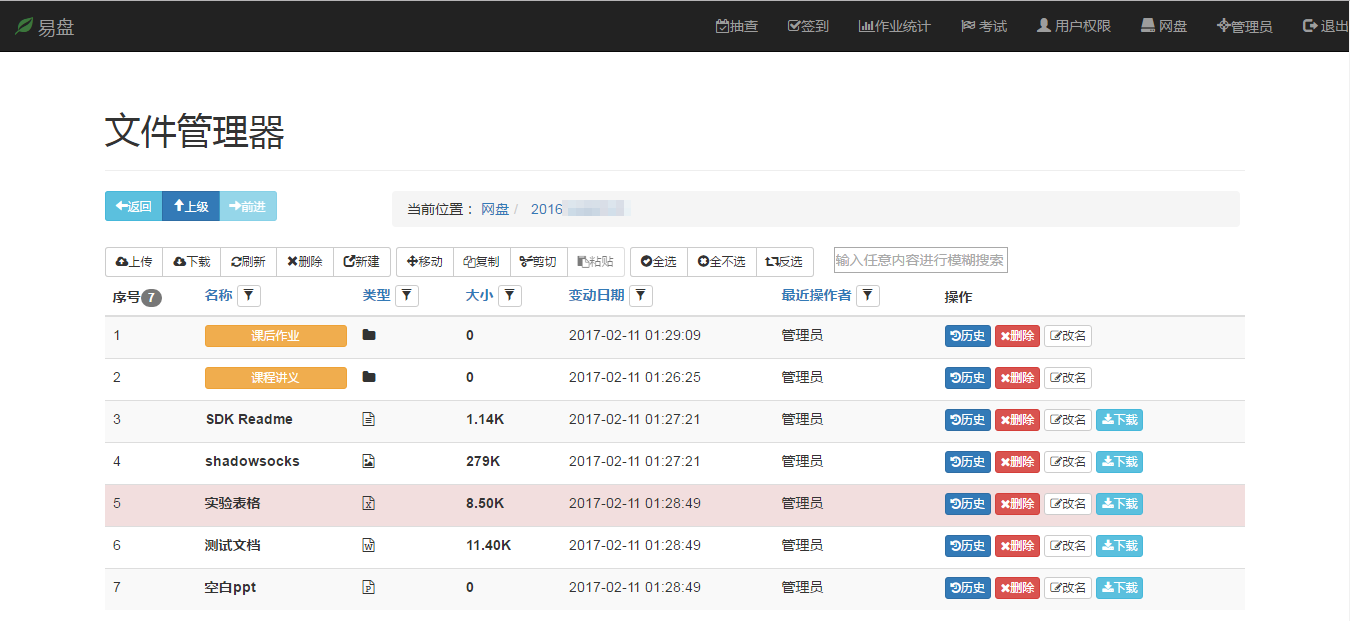 易盘 抽查 签到 作业统计 考试 用户权限 网盘 管理员 退出
文件管理器
返回 上级 前进 当前位置： 网盘 / 2016
上传 下载 刷新 删除 新建 移动 复制 剪切 粘贴 全选 全不选 反选 输入任意内容进行模糊搜索
序号 7 名称 类型 大小 变动日期 最近操作者 操作
1 课后作业 0 2017-02-11 01:29:09 管理员 历史 删除 改名
2 课程讲义 0 2017-02-11 01:26:25 管理员 历史 删除 改名
3 SDK Readme 1.14K 2017-02-11 01:27:21 管理员 历史 删除 改名 下载
4 shadowsocks 279K 2017-02-11 01:27:21 管理员 历史 删除 改名 下载
5 实验表格 8.50K 2017-02-11 01:28:49 管理员 历史 删除 改名 下载
6 测试文档 11.40K 2017-02-11 01:28:49 管理员 历史 删除 改名 下载
7 空白ppt 0 2017-02-11 01:28:49 管理员 历史 删除 改名 下载